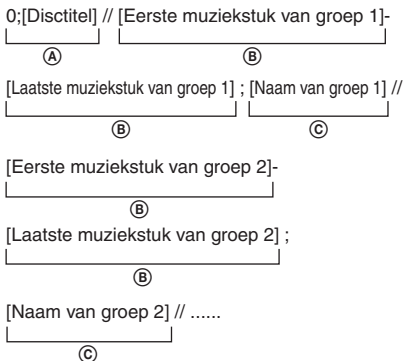 0;[Disctitel] // [Eerste muziekstuk van groep 1]-
A B
[Laatste muziekstuk van groep 1] ; [Naam van groep 1] //
B C
[Eerste muziekstuk van groep 2]-
B
[Laatste muziekstuk van groep 2] ;
B
[Naam van groep 2] // ......
C